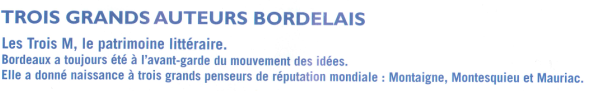 TROIS GRANDS AUTEURS BORDELAIS
Les Trois M, le patrimoine littéraire.
Bordeaux a toujours été à l'avant-garde du mouvement des idées.
Elle a donné naissance à trois grands penseurs de réputation mondiale : Montaigne, Montesquieu et Mauriac.